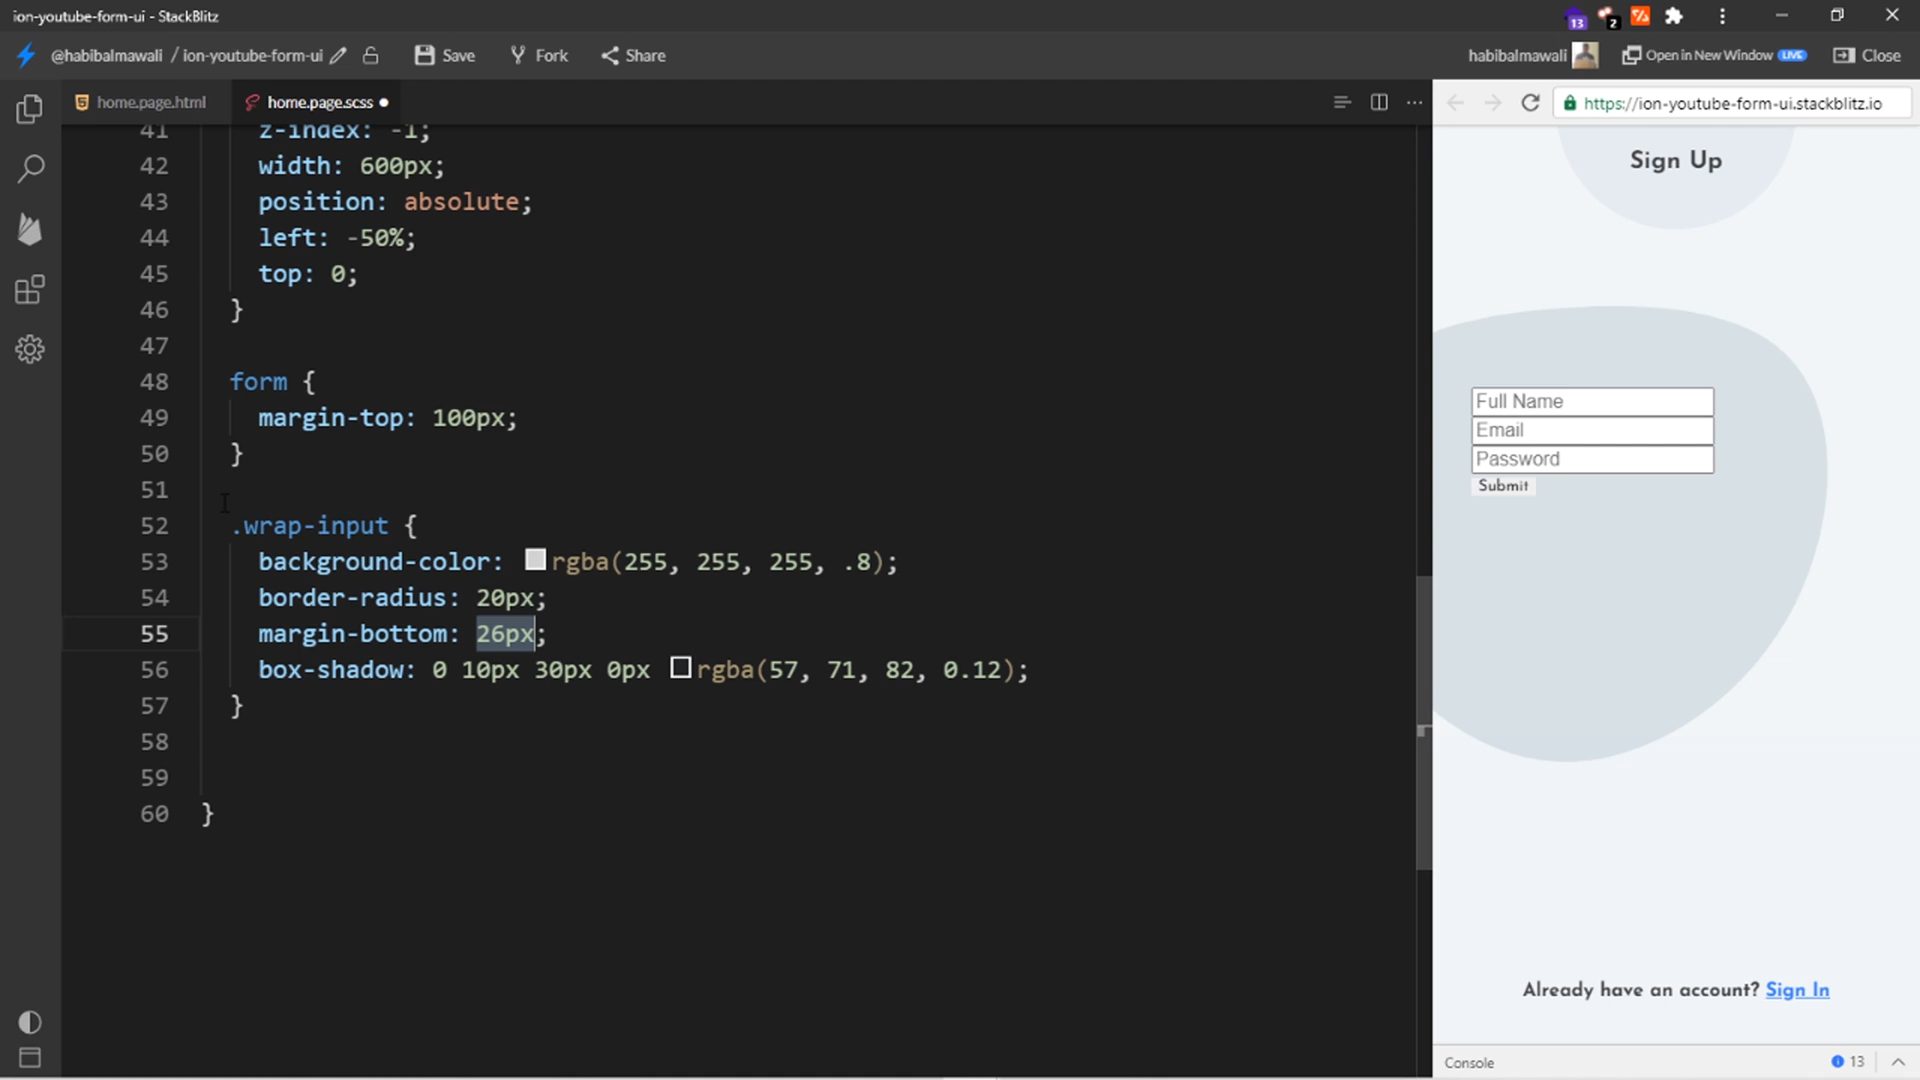 ion-youtube-form-ui - StackBlitz
13
2
@habibalmawali / ion-youtube-form-ui
Save
Fork
Share
habibalmawali
Open in New Window LIVE
Close
home.page.html
home.page.scss
https://ion-youtube-form-ui.stackblitz.io
41 z-index: -1;
42 width: 600px;
43 position: absolute;
44 left: -50%;
45 top: 0;
46 }
47
48 form {
49 margin-top: 100px;
50 }
51
52 .wrap-input {
53 background-color: rgba(255, 255, 255, .8);
54 border-radius: 20px;
55 margin-bottom: 26px;
56 box-shadow: 0 10px 30px 0px rgba(57, 71, 82, 0.12);
57 }
58
59
60 }
Sign Up
Full Name
Email
Password
Submit
Already have an account? Sign In
Console
13